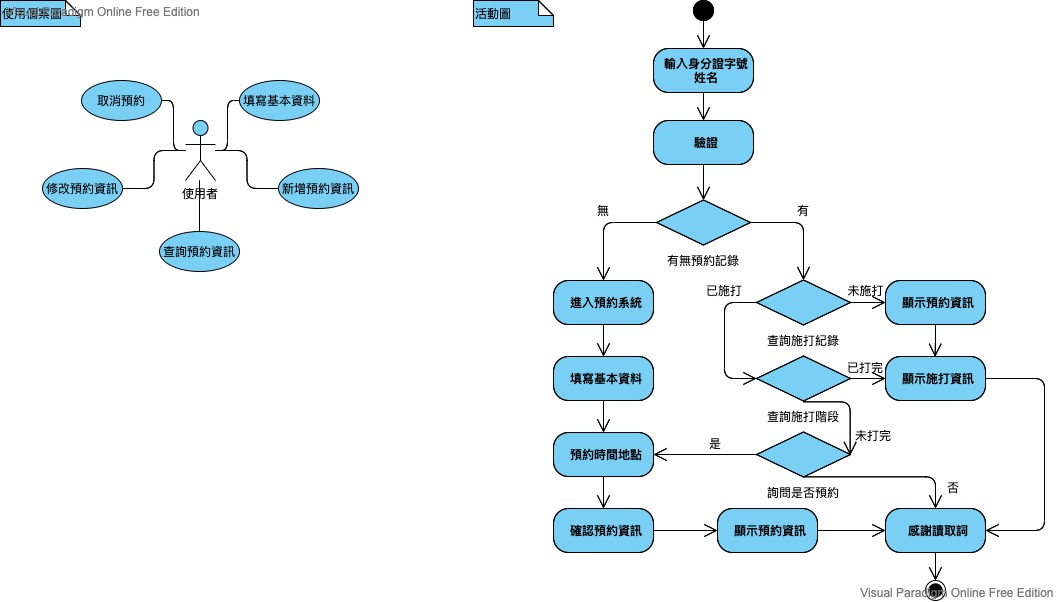 使用個案圖
Visual Paradigm Online Free Edition
取消預約
填寫基本資料
修改預約資訊
使用者
新增預約資訊
查詢預約資訊
活動圖
輸入身分證字號
姓名
驗證
無
有
有無預約記錄
進入預約系統
已施打
未施打
顯示預約資訊
查詢施打紀錄
填寫基本資料
已打完
顯示施打資訊
查詢施打階段
未打完
預約時間地點
是
詢問是否預約
否
確認預約資訊
顯示預約資訊
感謝讀取詞
Visual Paradigm Online Free Edition